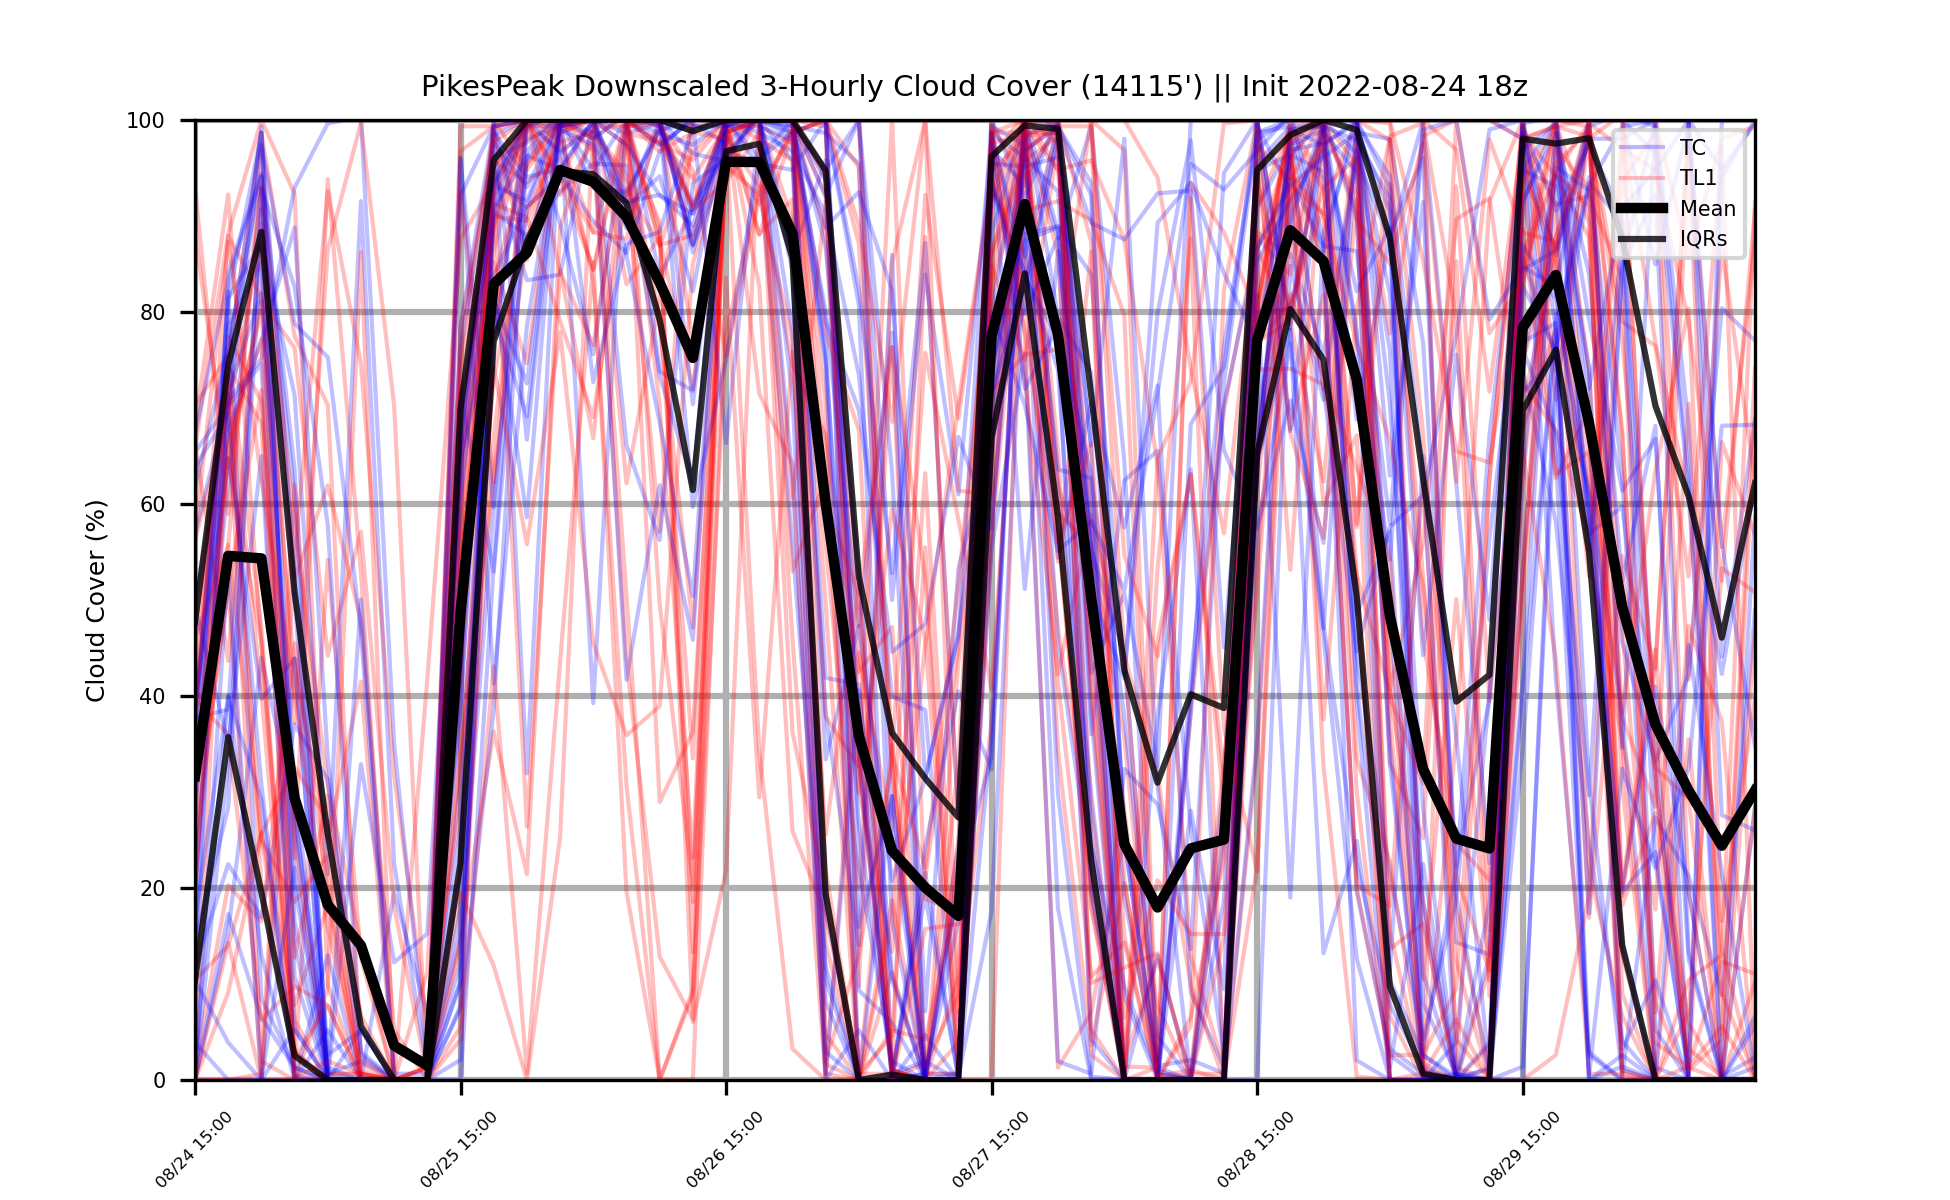 PikesPeak Downscaled 3-Hourly Cloud Cover (14115') || Init 2022-08-24 18z
Cloud Cover (%)
100
80
60
40
20
0
TC
TL1
Mean
IQRs
08/24 15:00
08/25 15:00
08/26 15:00
08/27 15:00
08/28 15:00
08/29 15:00